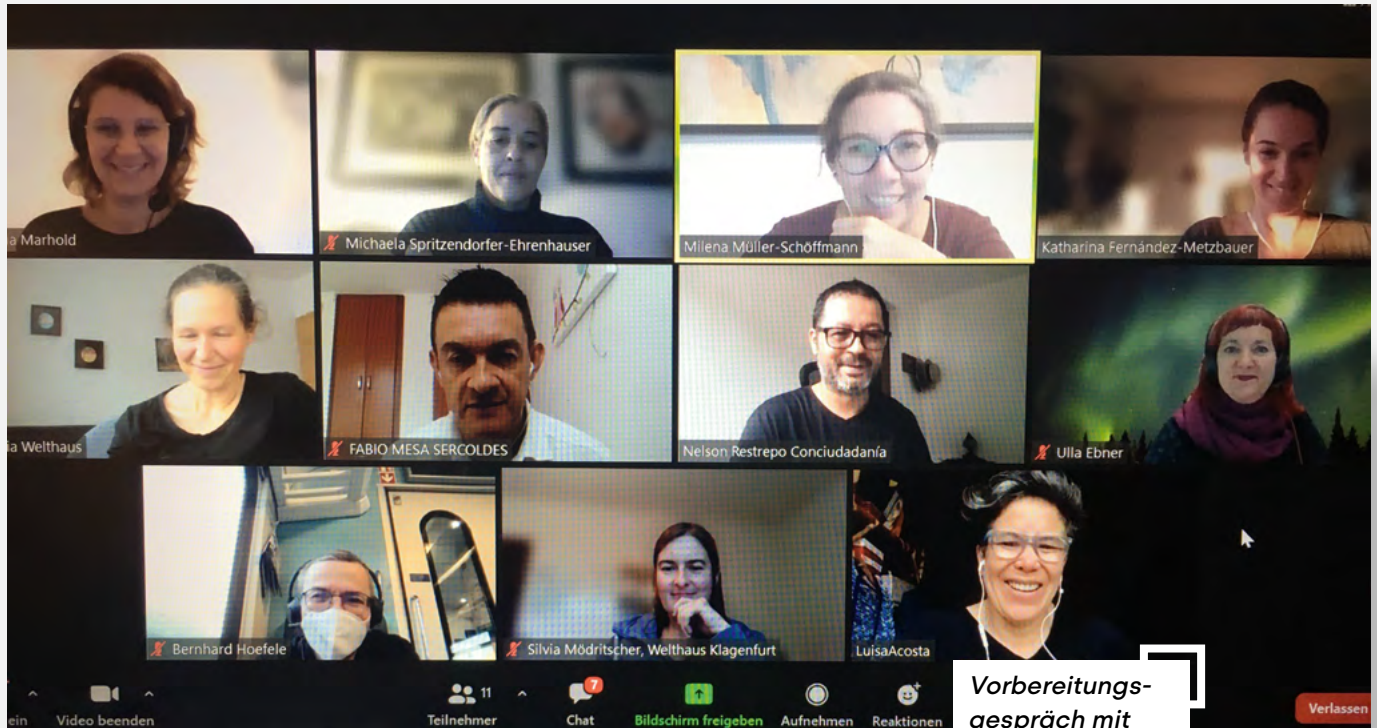 a Marhold
Michaela Spritzendorfer-Ehrenhauser
Milena Müller-Schöffmann
Katharina Fernández-Metzbauer
ia Welthaus
FABIO MESA SERCOLDES
Nelson Restrepo Conciudadanía
Ulla Ebner
Bernhard Hoefele
Silvia Mödritscher, Welthaus Klagenfurt
LuisaAcosta
ein
Video beenden
11
Teilnehmer
7
Chat
Bildschirm freigeben
Aufnehmen
Reaktionen
Verlassen
Vorbereitungs-
gespräch mit